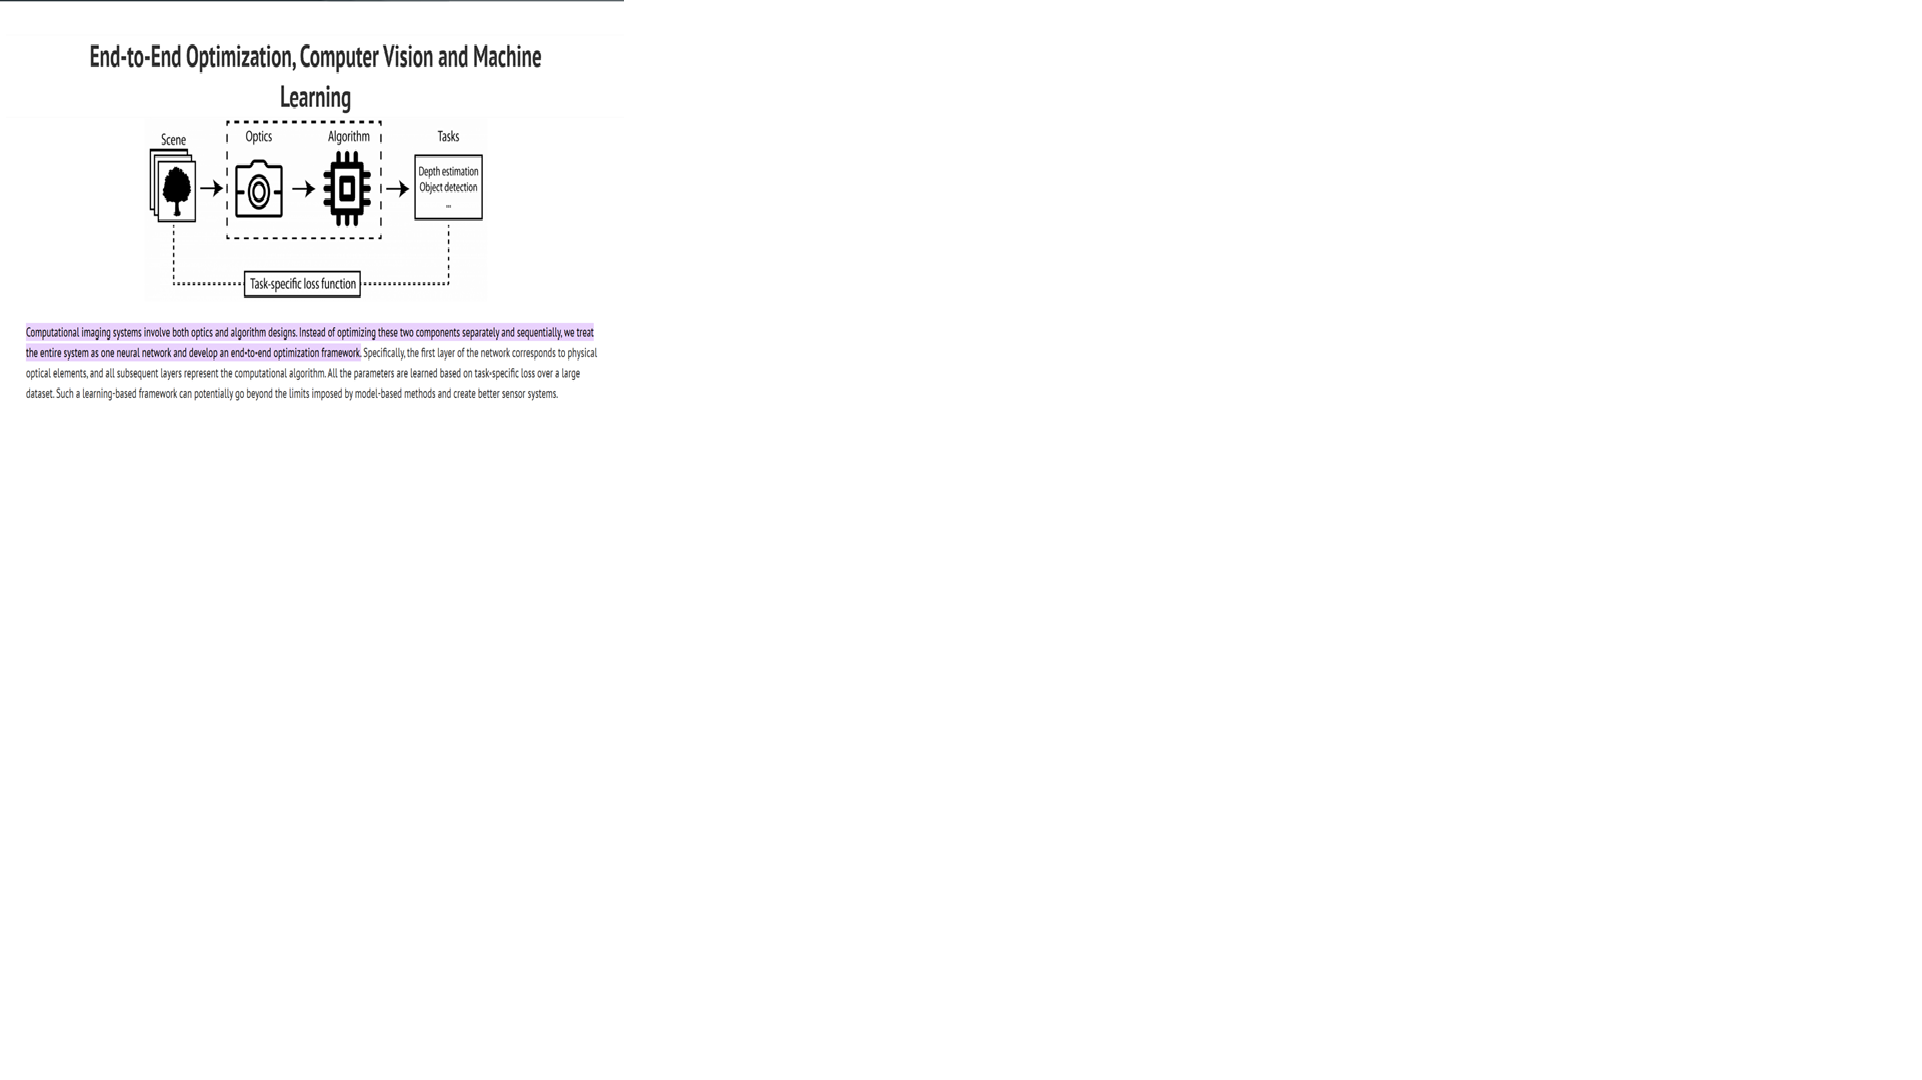 End-to-End Optimization, Computer Vision and Machine
Learning
Scene
Optics
Algorithm
Tasks
Depth estimation
Object detection
...
Task-specific loss function
Computational imaging systems involve both optics and algorithm designs. Instead of optimizing these two components separately and sequentially, we treat
the entire system as one neural network and develop an end-to-end optimization framework. Specifically, the first layer of the network corresponds to physical
optical elements, and all subsequent layers represent the computational algorithm. All the parameters are learned based on task-specific loss over a large
dataset. Such a learning-based framework can potentially go beyond the limits imposed by model-based methods and create better sensor systems.